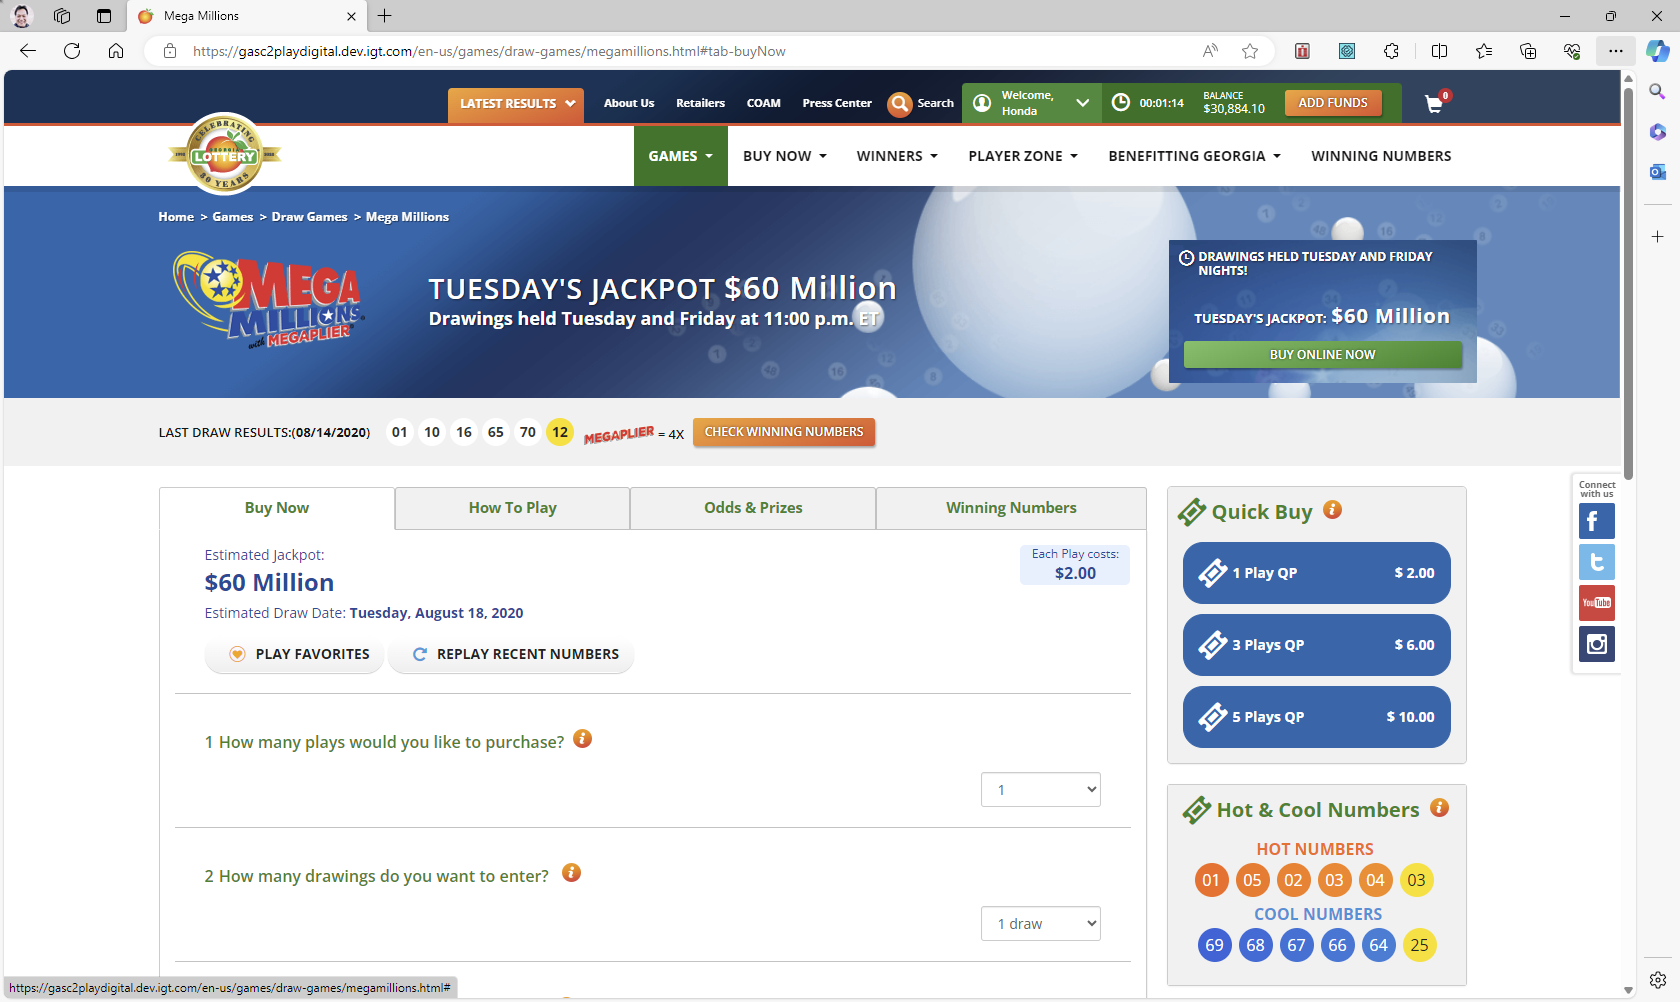 Mega Millions
https://gasc2playdigital.dev.igt.com/en-us/games/draw-games/megamillions.html#tab-buyNow
LATEST RESULTS
About Us
Retailers
COAM
Press Center
Search
Welcome,
Honda
00:01:14
BALANCE
$30,884.10
ADD FUNDS
0
CELEBRATING
GEORGIA
LOTTERY
30 YEARS
GAMES
BUY NOW
WINNERS
PLAYER ZONE
BENEFITTING GEORGIA
WINNING NUMBERS
Home > Games > Draw Games > Mega Millions
MEGA
MILLIONS
with MEGAPLIER
TUESDAY'S JACKPOT $60 Million
Drawings held Tuesday and Friday at 11:00 p.m. ET
DRAWINGS HELD TUESDAY AND FRIDAY
NIGHTS!
TUESDAY'S JACKPOT: $60 Million
BUY ONLINE NOW
LAST DRAW RESULTS:(08/14/2020)
01 10 16 65 70 12
MEGAPLIER = 4X
CHECK WINNING NUMBERS
Buy Now
How To Play
Odds & Prizes
Winning Numbers
Estimated Jackpot:
$60 Million
Estimated Draw Date: Tuesday, August 18, 2020
Each Play costs:
$2.00
PLAY FAVORITES
REPLAY RECENT NUMBERS
1 How many plays would you like to purchase?
1
2 How many drawings do you want to enter?
1 draw
Quick Buy
1 Play QP $ 2.00
3 Plays QP $ 6.00
5 Plays QP $ 10.00
Hot & Cool Numbers
HOT NUMBERS
01 05 02 03 04 03
COOL NUMBERS
69 68 67 66 64 25
Connect
with us
YouTube
https://gasc2playdigital.dev.igt.com/en-us/games/draw-games/megamillions.html#